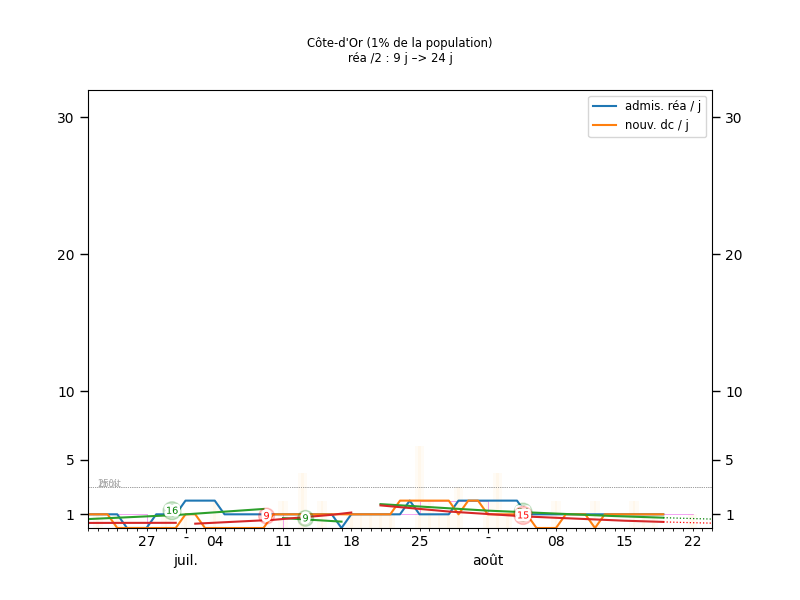 Côte-d'Or (1% de la population)
réa /2 : 9 j –> 24 j
admis. réa / j
nouv. dc / j
30 30
20 20
10 10
5 5
1 1
16
9
9
15
27 - 04 11 18 25 - 08 15 22
juil. août